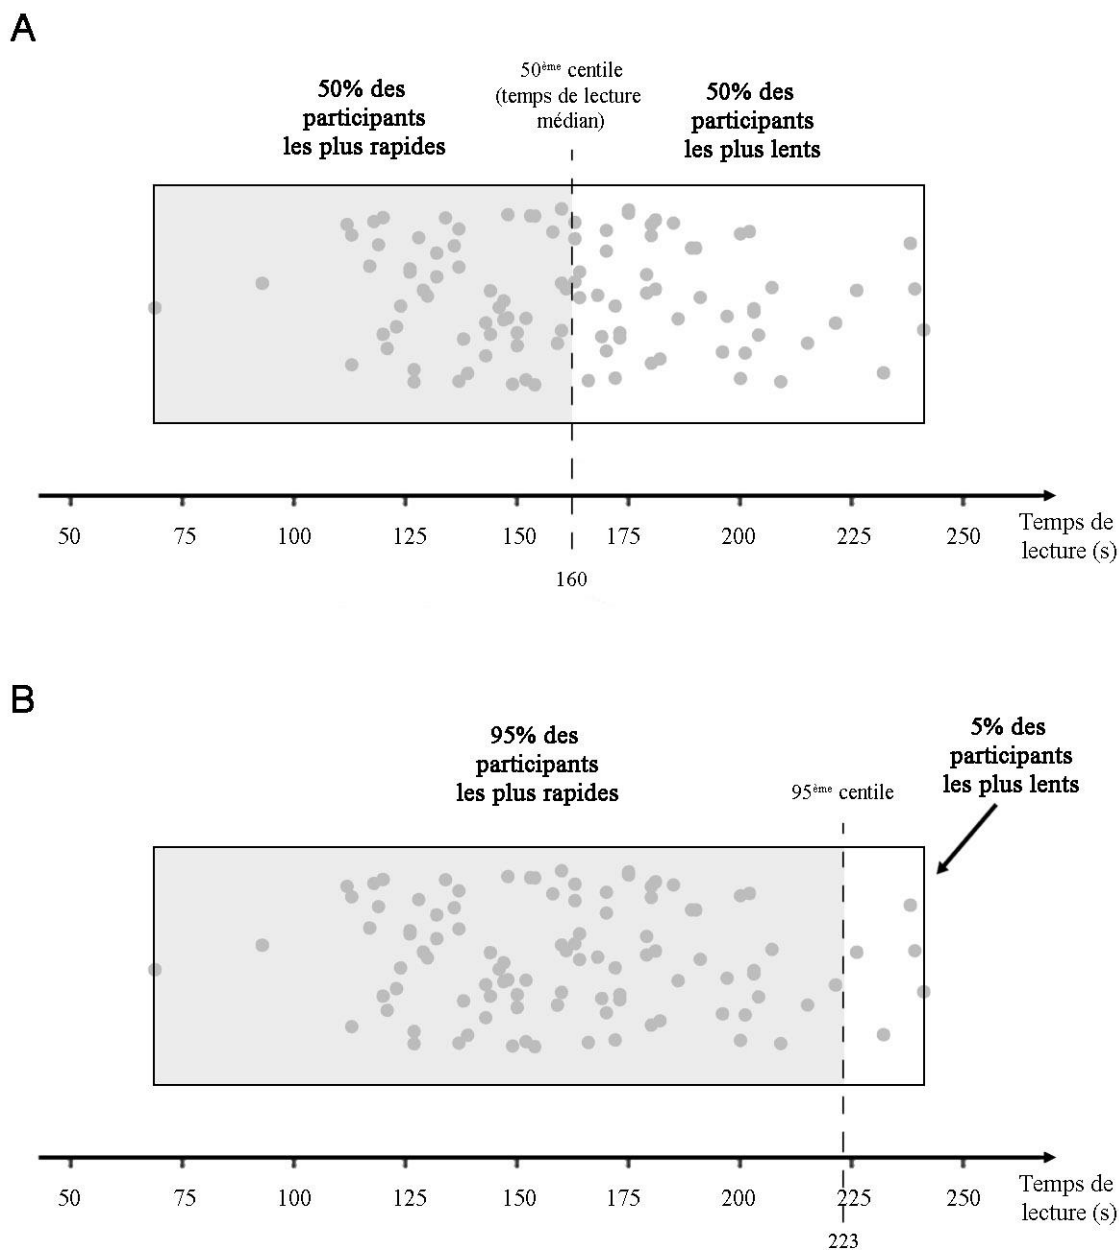 A
50% des
participants
les plus rapides
50ème centile
(temps de lecture
médian)
50% des
participants
les plus lents
50 75 100 125 150 175 200 225 250
Temps de
lecture (s)
160
B
95% des
participants
les plus rapides
95ème centile
5% des
participants
les plus lents
50 75 100 125 150 175 200 225 250
Temps de
lecture (s)
223